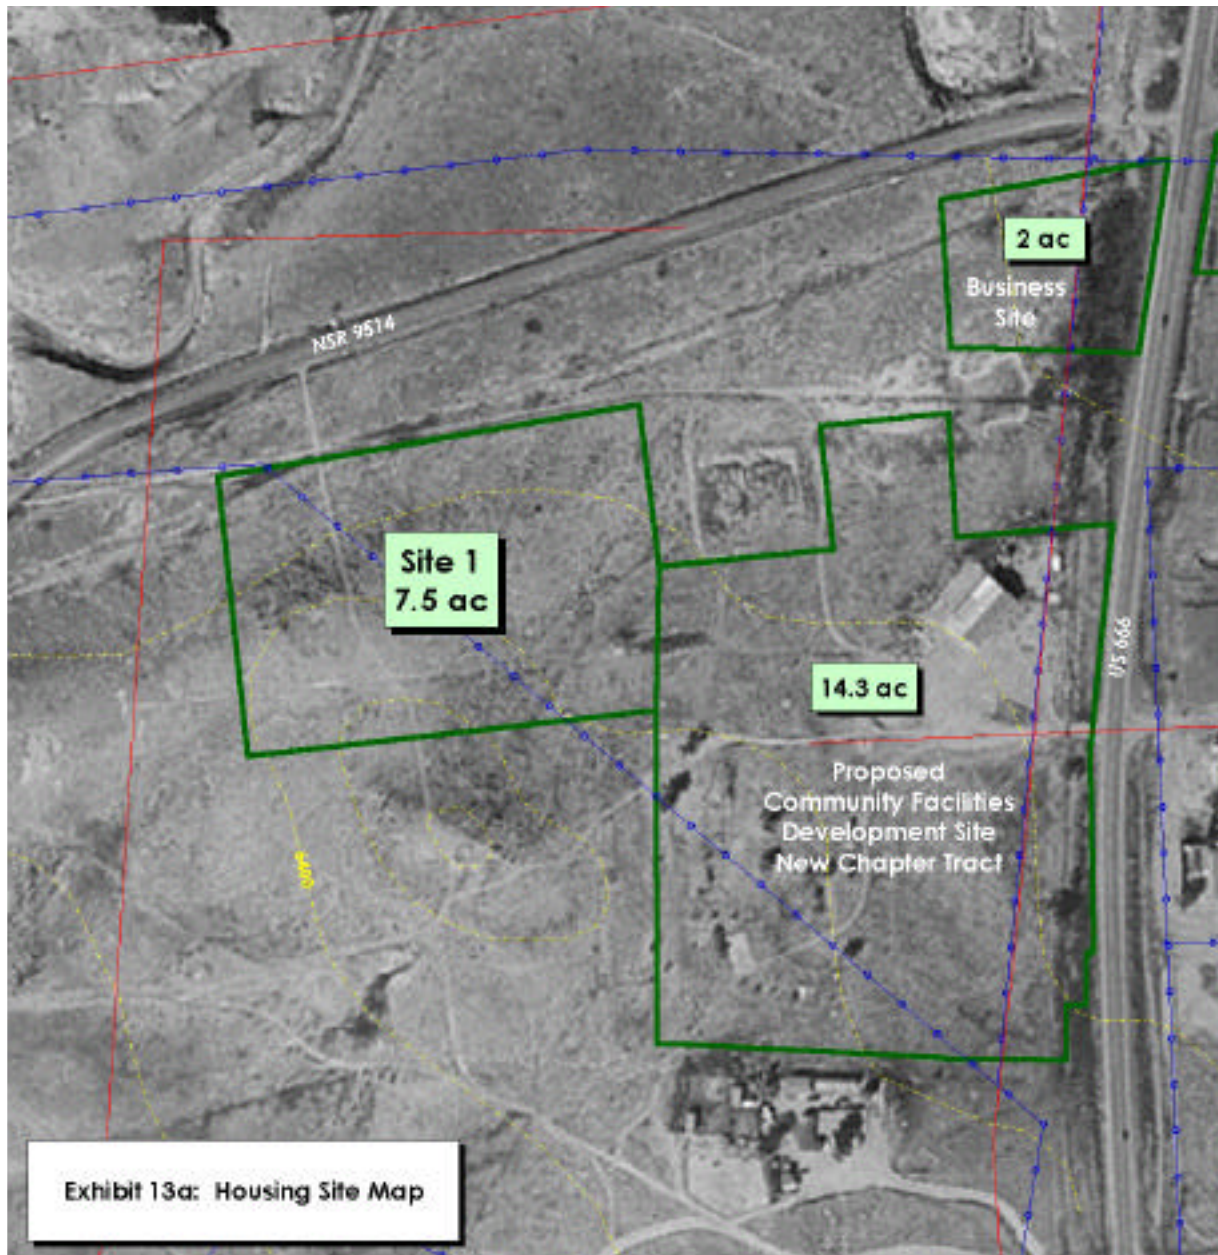 2 ac
Business
Site
NSR 9514
Site 1
7.5 ac
US 666
14.3 ac
Proposed
Community Facilities
Development Site
New Chapter Tract
Exhibit 13a: Housing Site Map